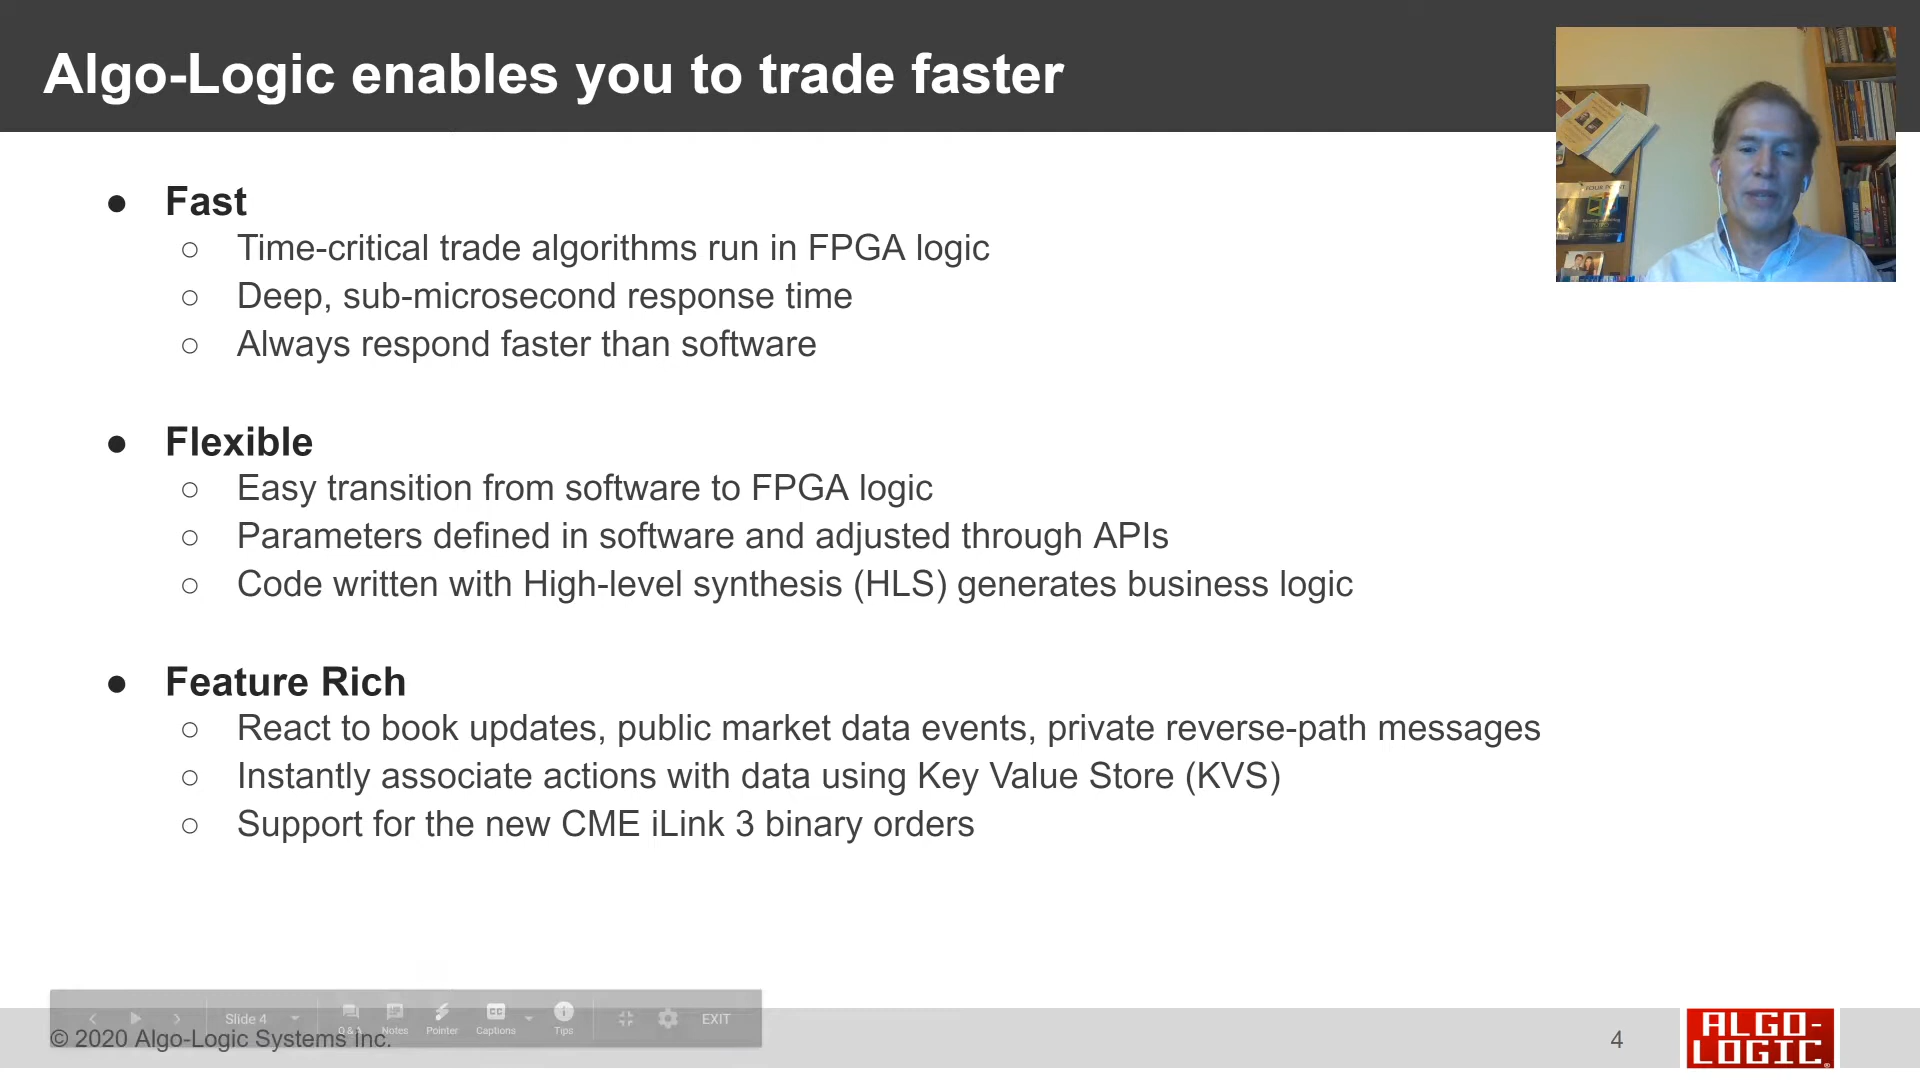 Algo-Logic enables you to trade faster
● Fast
○ Time-critical trade algorithms run in FPGA logic
○ Deep, sub-microsecond response time
○ Always respond faster than software
● Flexible
○ Easy transition from software to FPGA logic
○ Parameters defined in software and adjusted through APIs
○ Code written with High-level synthesis (HLS) generates business logic
● Feature Rich
○ React to book updates, public market data events, private reverse-path messages
○ Instantly associate actions with data using Key Value Store (KVS)
○ Support for the new CME iLink 3 binary orders
Slide 4
Q & A
Notes
Pointer
CC
Captions
Tips
EXIT
© 2020 Algo-Logic Systems Inc.
4
ALGO-
LOGIC®